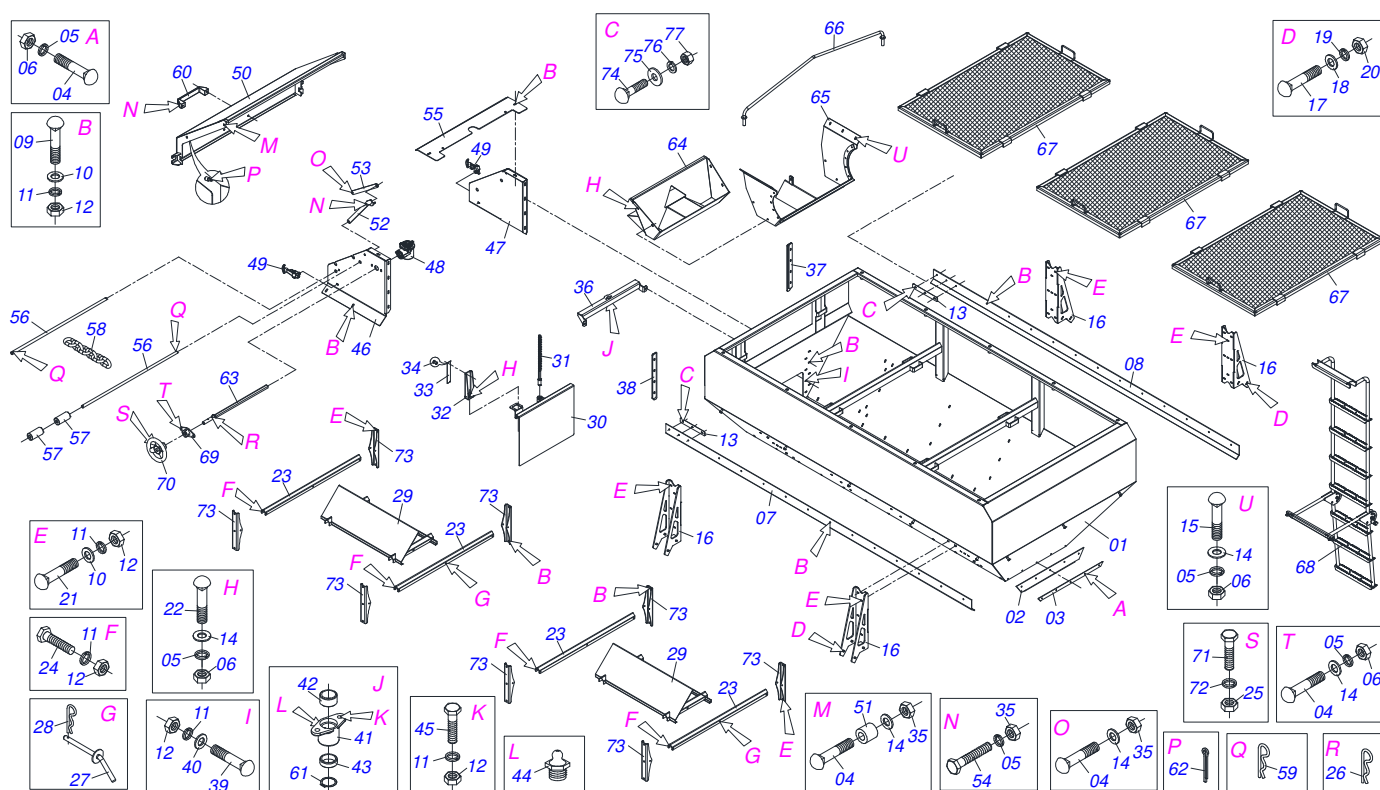 A
05
06
04
B
09
10
11
12
60
50
N
M
P
O
53
N
52
55
B
49
47
48
49
B
46
C
77
76
75
74
66
65
64
U
H
67
67
67
D
19
20
18
17
37
36
J
38
C
13
B
I
C
13
B
E
16
E
16
D
08
56
58
Q
56
Q
57
57
63
T
S
R
69
70
34
33
32
H
31
30
E
73
23
F
73
29
73
23
B
F
G
73
E
16
07
B
01
02
03
A
E
D
16
68
B
73
23
F
73
29
73
23
F
G
E
73
E
11
12
10
21
F
11
24
12
G
28
27
H
22
14
05
06
I
11
12
40
39
J
42
L
K
41
43
61
K
45
11
12
L
44
M
51
35
14
04
N
35
05
54
O
35
14
04
P
62
Q
59
R
26
S
71
72
25
T
05
06
14
04
U
15
14
05
06